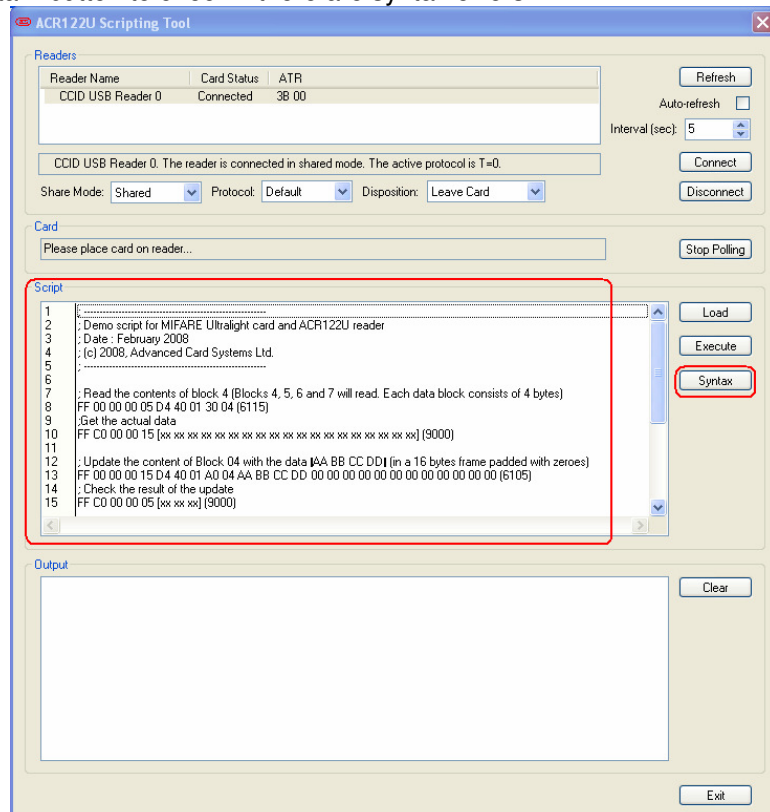 ACR122U Scripting Tool
Readers
Reader Name Card Status ATR
CCID USB Reader 0 Connected 3B 00
Refresh
Auto-refresh
Interval (sec): 5
CCID USB Reader 0. The reader is connected in shared mode. The active protocol is T=0.
Connect
Share Mode: Shared Protocol: Default Disposition: Leave Card
Disconnect
Card
Please place card on reader...
Stop Polling
Script
1 ; ----------------------------------------------------------
2 ; Demo script for MIFARE Ultralight card and ACR122U reader
3 ; Date : February 2008
4 ; (c) 2008, Advanced Card Systems Ltd.
5 ; ----------------------------------------------------------
6
7 ; Read the contents of block 4 (Blocks 4, 5, 6 and 7 will read. Each data block consists of 4 bytes)
8 FF 00 00 00 05 D4 40 01 30 04 (6115)
9 ;Get the actual data
10 FF C0 00 00 15 [xx xx xx xx xx xx xx xx xx xx xx xx xx xx xx xx xx xx xx] (9000)
11
12 ; Update the content of Block 04 with the data |AA BB CC DD| (in a 16 bytes frame padded with zeroes)
13 FF 00 00 00 15 D4 40 01 A0 04 AA BB CC DD 00 00 00 00 00 00 00 00 00 00 00 00 (6105)
14 ; Check the result of the update
15 FF C0 00 00 05 [xx xx xx] (9000)
Load
Execute
Syntax
Output
Clear
Exit